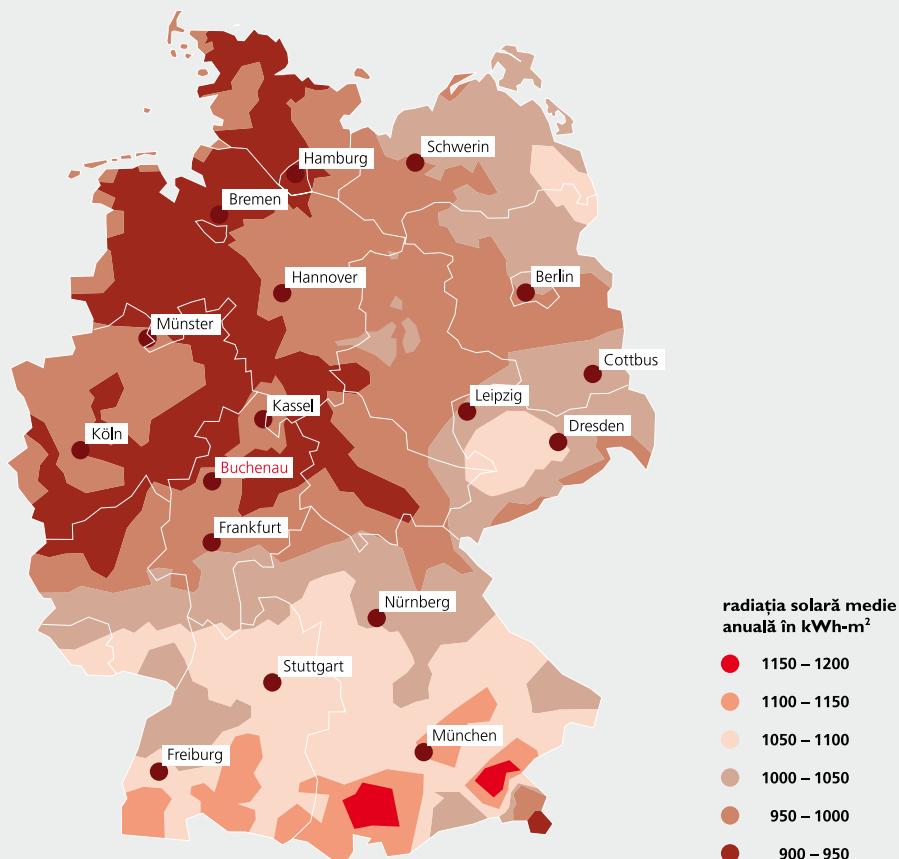 Schwerin
Hamburg
Bremen
Hannover
Berlin
Münster
Cottbus
Kassel
Leipzig
Köln
Dresden
Buchenau
Frankfurt
Nürnberg
Stuttgart
München
Freiburg
radiația solară medie
anuală în kWh-m²
1150 – 1200
1100 – 1150
1050 – 1100
1000 – 1050
950 – 1000
900 – 950